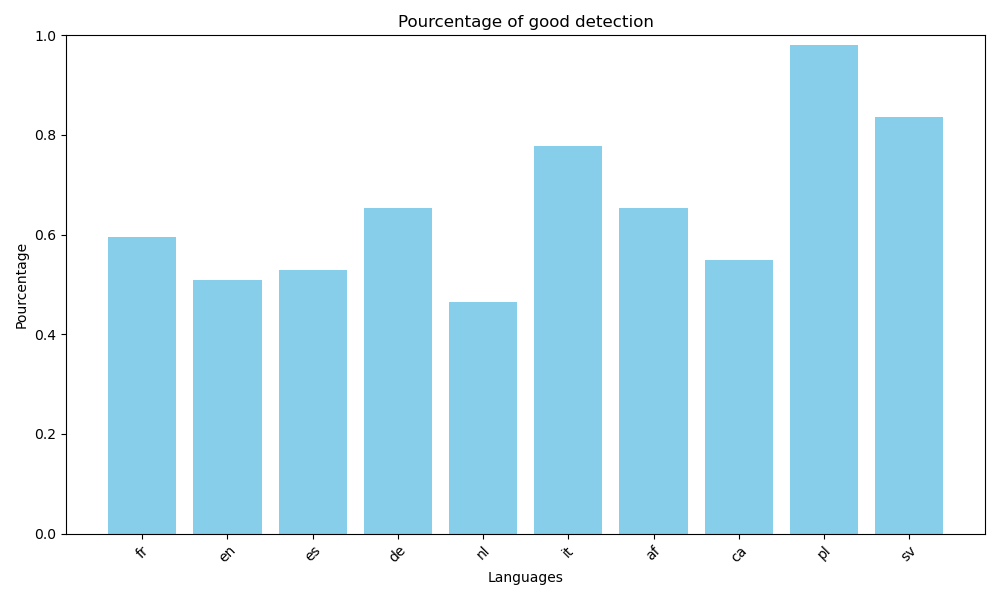 Pourcentage of good detection
Pourcentage
1.0
0.8
0.6
0.4
0.2
0.0
fr en es de nl it af ca pl sv
Languages